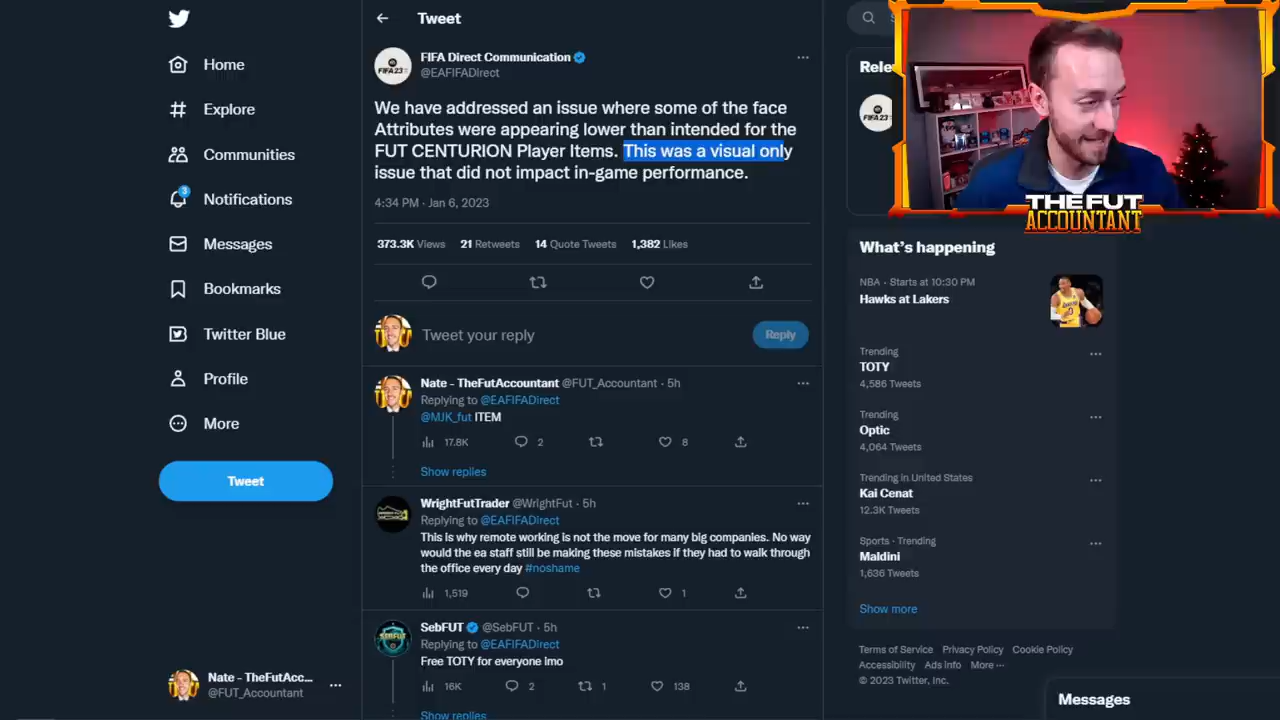 Home
Explore
Communities
3
Notifications
Messages
Bookmarks
Twitter Blue
Profile
More
Tweet
Nate - TheFutAcc...
@FUT_Accountant
Tweet
FIFA Direct Communication
@EAFIFADirect
We have addressed an issue where some of the face
Attributes were appearing lower than intended for the
FUT CENTURION Player Items. This was a visual only
issue that did not impact in-game performance.
4:34 PM · Jan 6, 2023
373.3K Views 21 Retweets 14 Quote Tweets 1,382 Likes
Tweet your reply
Reply
Nate - TheFutAccountant @FUT_Accountant · 5h
Replying to @EAFIFADirect
@MJK_fut ITEM
17.8K 2 8
Show replies
WrightFutTrader @WrightFut · 5h
Replying to @EAFIFADirect
This is why remote working is not the move for many big companies. No way
would the ea staff still be making these mistakes if they had to walk through
the office every day #noshame
1,519 1
SebFUT @SebFUT · 5h
Replying to @EAFIFADirect
Free TOTY for everyone imo
16K 2 1 138
Show replies
THE FUT
ACCOUNTANT
What's happening
NBA · Starts at 10:30 PM
Hawks at Lakers
Trending
TOTY
4,586 Tweets
Trending
Optic
4,064 Tweets
Trending in United States
Kai Cenat
12.3K Tweets
Sports · Trending
Maldini
1,636 Tweets
Show more
Terms of Service Privacy Policy Cookie Policy
Accessibility Ads info More ···
© 2023 Twitter, Inc.
Messages